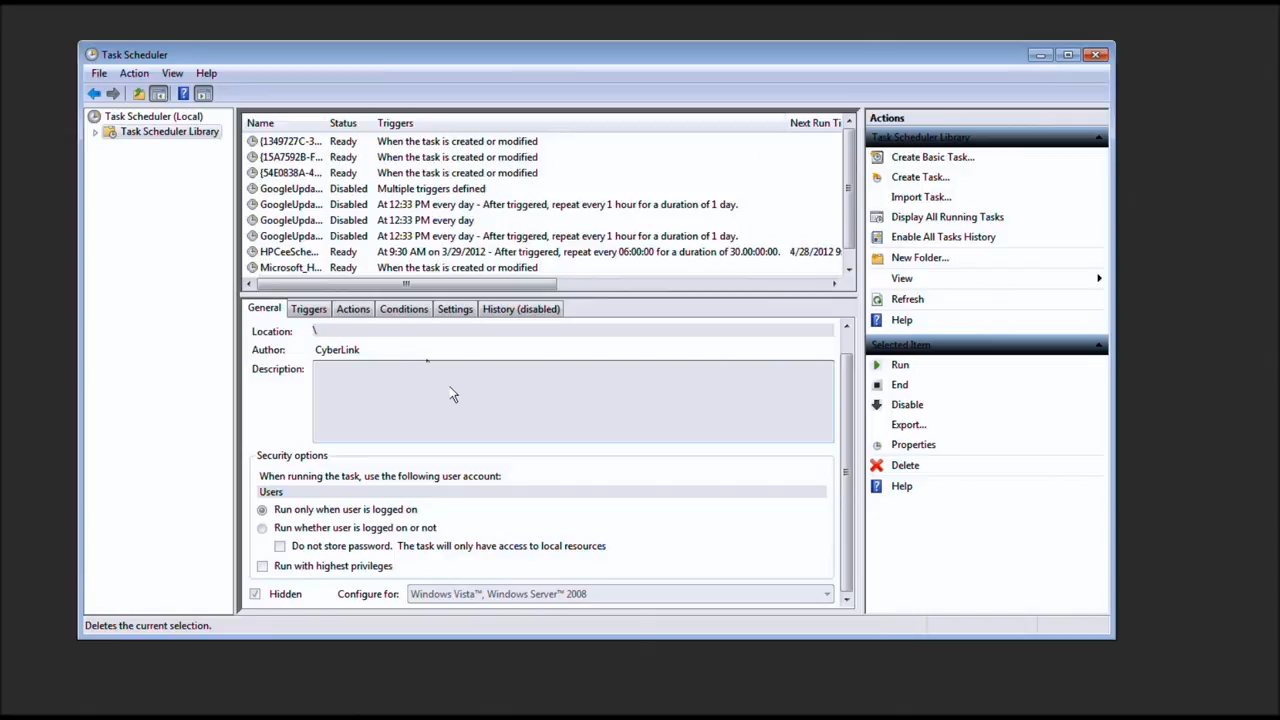 Task Scheduler
File Action View Help
Task Scheduler (Local)
Task Scheduler Library
Name Status Triggers Next Run Ti
{1349727C-3... Ready When the task is created or modified
{15A7592B-F... Ready When the task is created or modified
{54E0838A-4... Ready When the task is created or modified
GoogleUpda... Disabled Multiple triggers defined
GoogleUpda... Disabled At 12:33 PM every day - After triggered, repeat every 1 hour for a duration of 1 day.
GoogleUpda... Disabled At 12:33 PM every day
GoogleUpda... Disabled At 12:33 PM every day - After triggered, repeat every 1 hour for a duration of 1 day.
HPCeeSche... Ready At 9:30 AM on 3/29/2012 - After triggered, repeat every 06:00:00 for a duration of 30.00:00:00. 4/28/2012 9
Microsoft_H... Ready When the task is created or modified
General Triggers Actions Conditions Settings History (disabled)
Location: \
Author: CyberLink
Description:
Security options
When running the task, use the following user account:
Users
Run only when user is logged on
Run whether user is logged on or not
Do not store password. The task will only have access to local resources
Run with highest privileges
Hidden Configure for: Windows Vista™, Windows Server™ 2008
Actions
Task Scheduler Library
Create Basic Task...
Create Task...
Import Task...
Display All Running Tasks
Enable All Tasks History
New Folder...
View
Refresh
Help
Selected Item
Run
End
Disable
Export...
Properties
Delete
Help
Deletes the current selection.